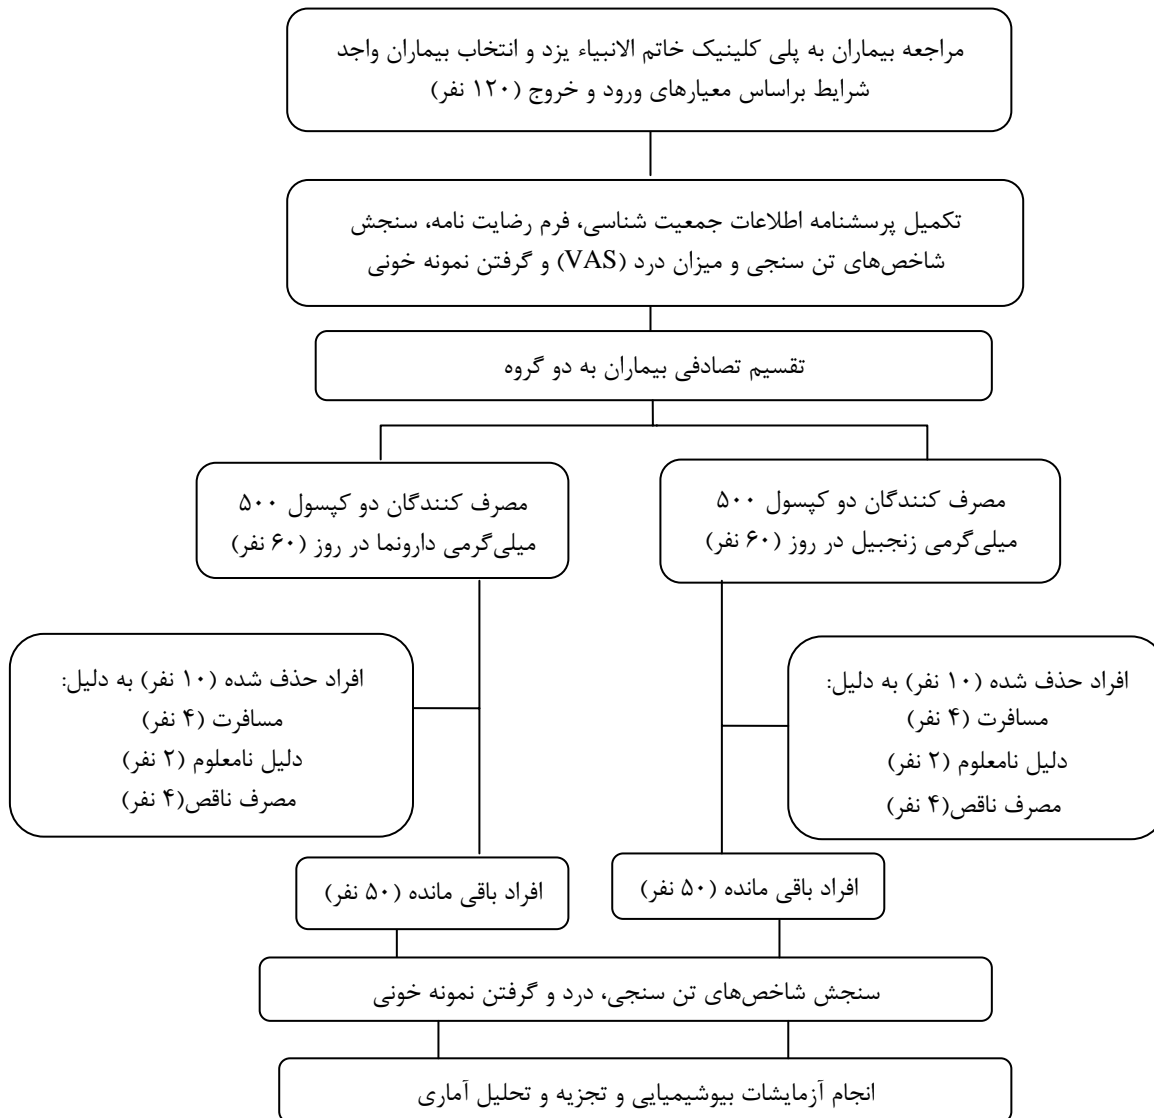 مراجعه بیماران به پلی کلینیک خاتم الانبیاء یزد و انتخاب بیماران واجد
شرایط براساس معیارهای ورود و خروج (۱۲۰ نفر)
تکمیل پرسشنامه اطلاعات جمعیت شناسی، فرم رضایت نامه، سنجش
شاخص‌های تن سنجی و میزان درد (VAS) و گرفتن نمونه خونی
تقسیم تصادفی بیماران به دو گروه
مصرف کنندگان دو کپسول ۵۰۰
میلی‌گرمی زنجبیل در روز (۶۰ نفر)
مصرف کنندگان دو کپسول ۵۰۰
میلی‌گرمی دارونما در روز (۶۰ نفر)
افراد حذف شده (۱۰ نفر) به دلیل:
مسافرت (۴ نفر)
دلیل نامعلوم (۲ نفر)
مصرف ناقص(۴ نفر)
افراد حذف شده (۱۰ نفر) به دلیل:
مسافرت (۴ نفر)
دلیل نامعلوم (۲ نفر)
مصرف ناقص(۴ نفر)
افراد باقی مانده (۵۰ نفر)
افراد باقی مانده (۵۰ نفر)
سنجش شاخص‌های تن سنجی، درد و گرفتن نمونه خونی
انجام آزمایشات بیوشیمیایی و تجزیه و تحلیل آماری